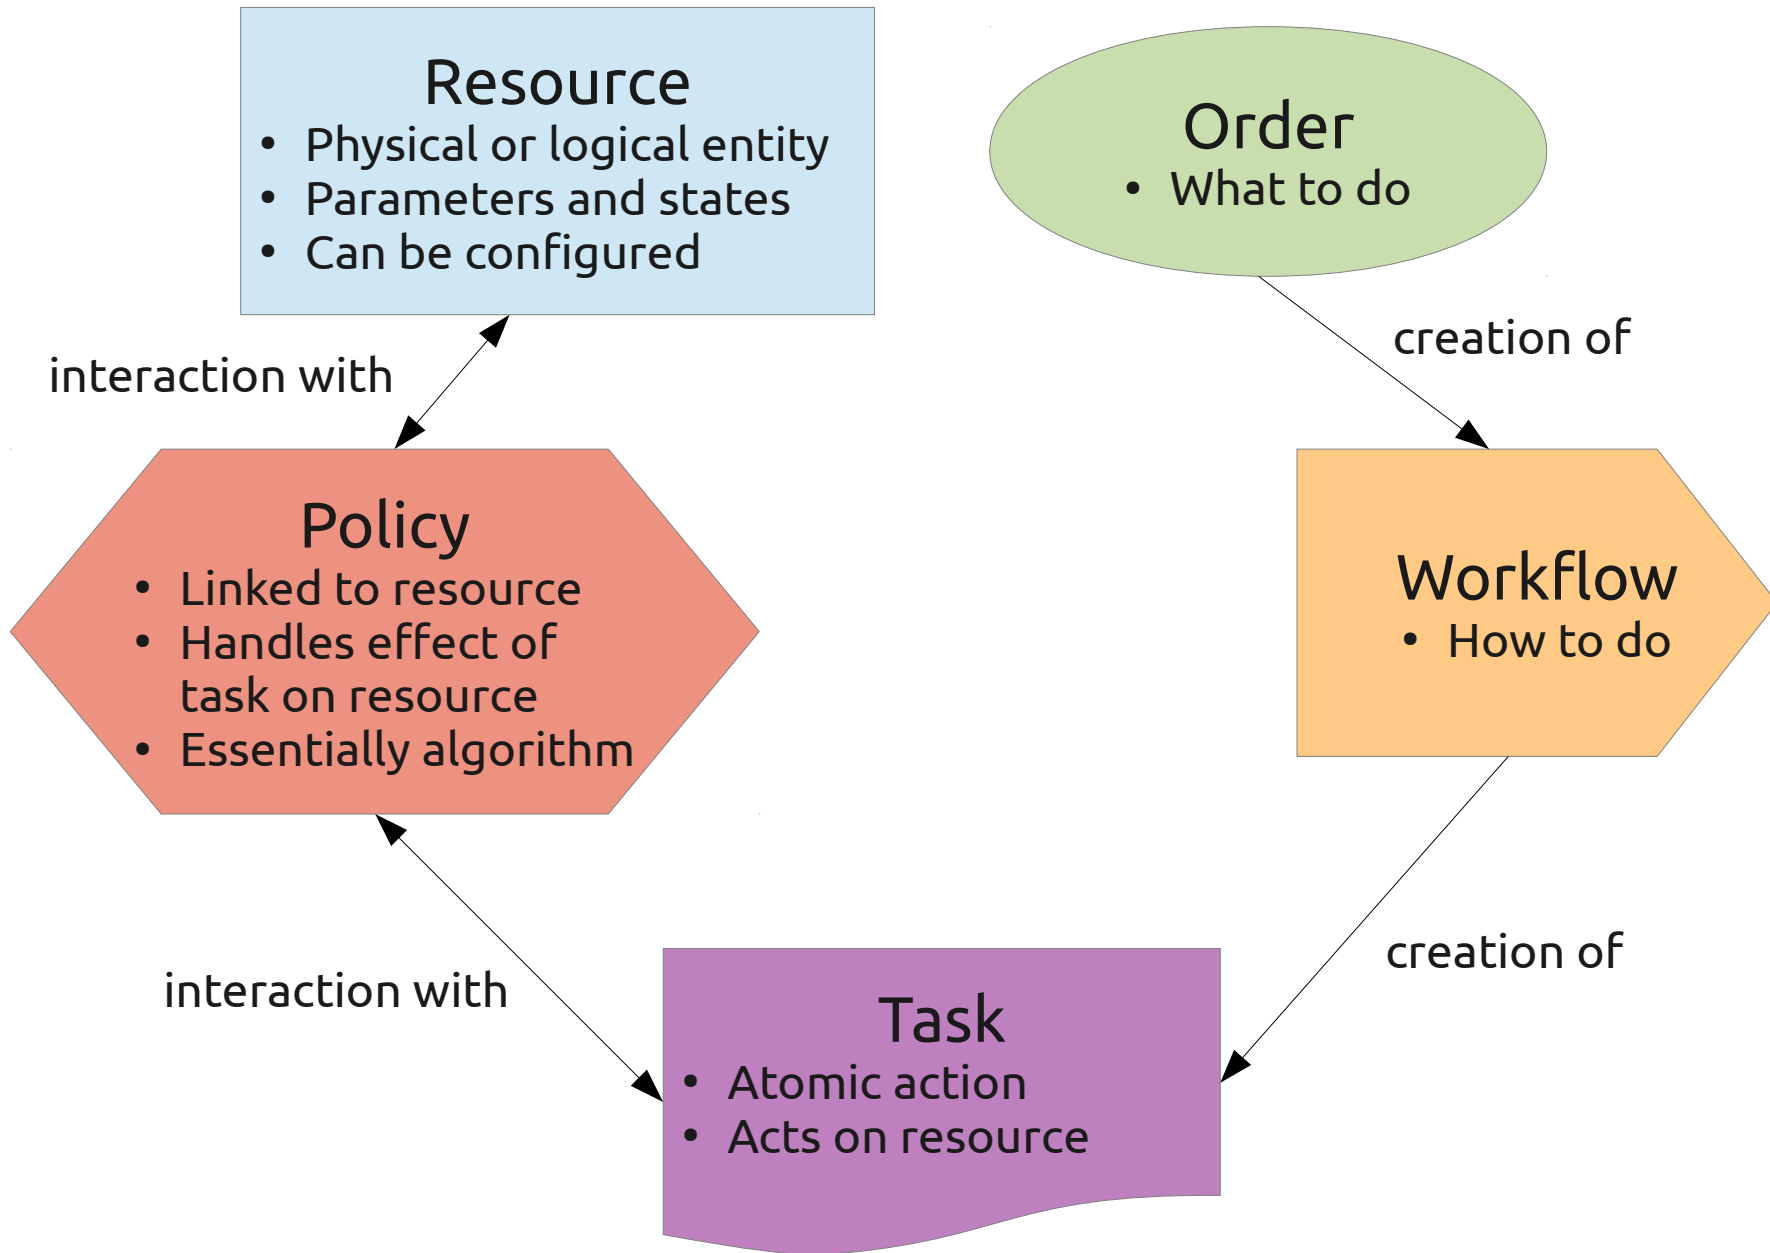 Resource
• Physical or logical entity
• Parameters and states
• Can be configured
Order
• What to do
interaction with
creation of
Policy
• Linked to resource
• Handles effect of
task on resource
• Essentially algorithm
Workflow
• How to do
interaction with
creation of
Task
• Atomic action
• Acts on resource